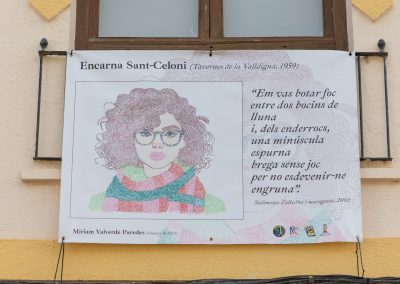 Encarna Sant-Celoni (Tavernes de la Valldigna, 1959)
“Em vas botar foc
entre dos bocins de
lluna
i, dels enderrocs,
una minúscula
espurna
brega sense joc
per no esdevenir-ne
engruna”.
Míriam Valverde Paredes